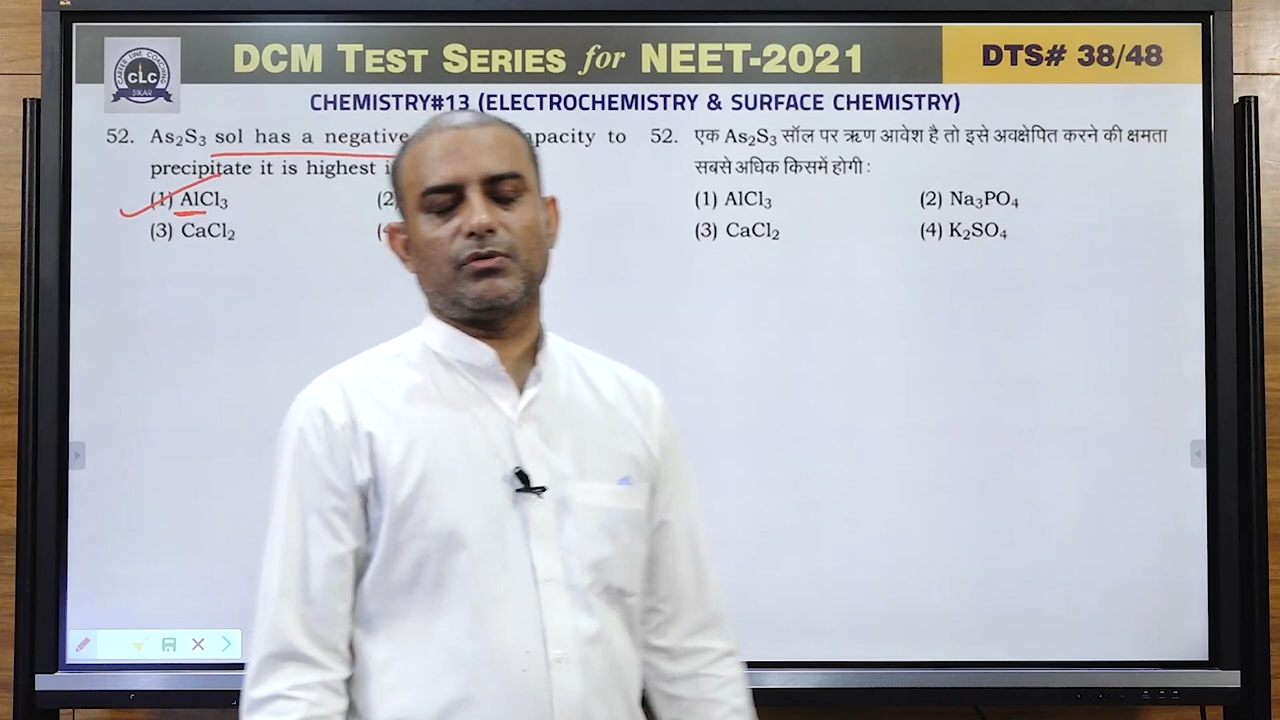 DCM TEST SERIES for NEET-2021
DTS# 38/48
CAREER LINE COACHING
CLC
SIKAR
CHEMISTRY#13 (ELECTROCHEMISTRY & SURFACE CHEMISTRY)
52. As₂S₃ sol has a negative
to
precipitate it is highest
(1) AlCl₃
(3) CaCl₂
52. एक As₂S₃ सॉल पर ऋण आवेश है तो इसे अवक्षेपित करने की क्षमता
सबसे अधिक किसमें होगी :
(1) AlCl₃ (2) Na₃PO₄
(3) CaCl₂ (4) K₂SO₄